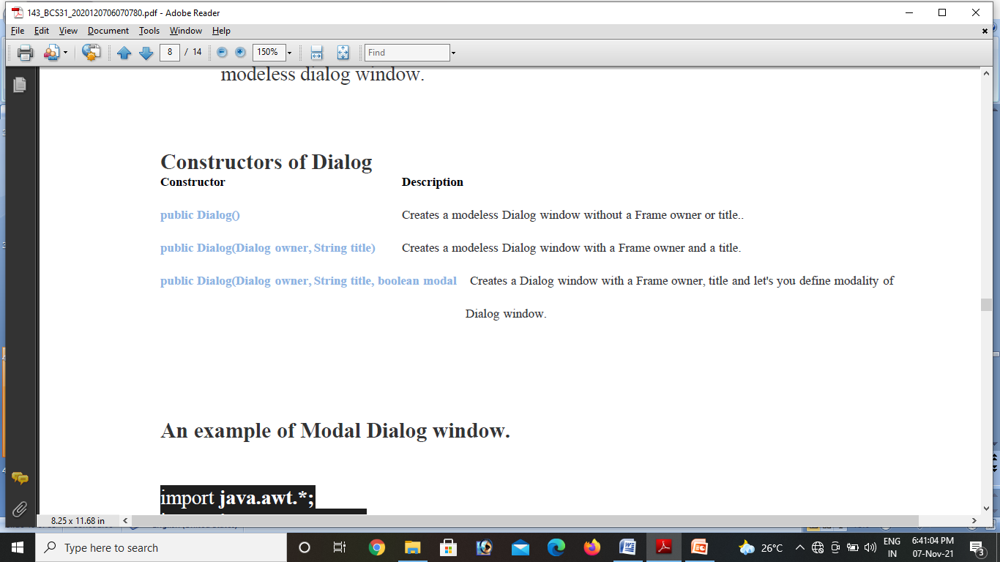 143_BCS31_2020120706070780.pdf - Adobe Reader
File Edit View Document Tools Window Help
8 / 14 150% Find
modeless dialog window.
Constructors of Dialog
Constructor Description
public Dialog() Creates a modeless Dialog window without a Frame owner or title..
public Dialog(Dialog owner, String title) Creates a modeless Dialog window with a Frame owner and a title.
public Dialog(Dialog owner, String title, boolean modal Creates a Dialog window with a Frame owner, title and let's you define modality of
Dialog window.
An example of Modal Dialog window.
import java.awt.*;
8.25 x 11.68 in
Type here to search
26°C
ENG 6:41:04 PM
IN 07-Nov-21
3